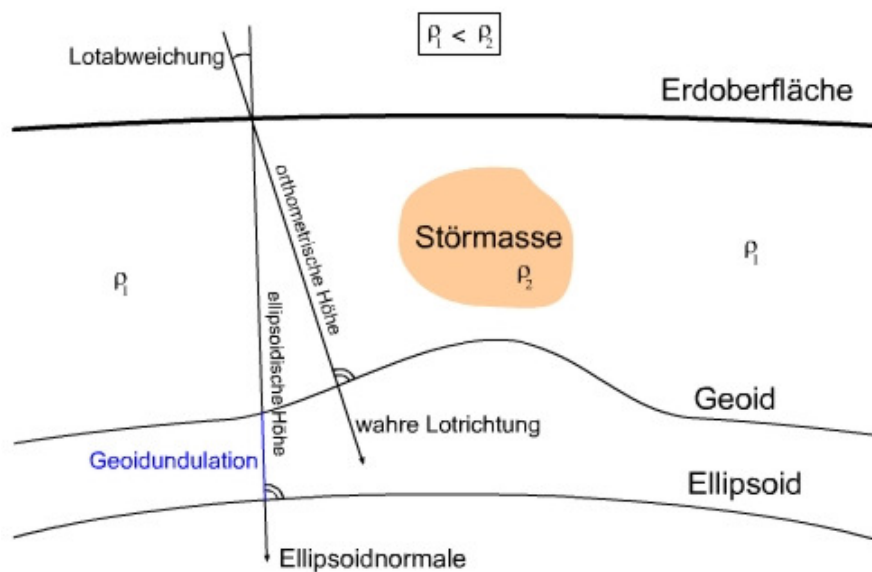 ρ₁ < ρ₂
Lotabweichung
Erdoberfläche
orthometrische Höhe
Störmasse
ρ₂
ρ₁
ρ₁
ellipsoidische Höhe
Geoid
wahre Lotrichtung
Geoidundulation
Ellipsoid
Ellipsoidnormale